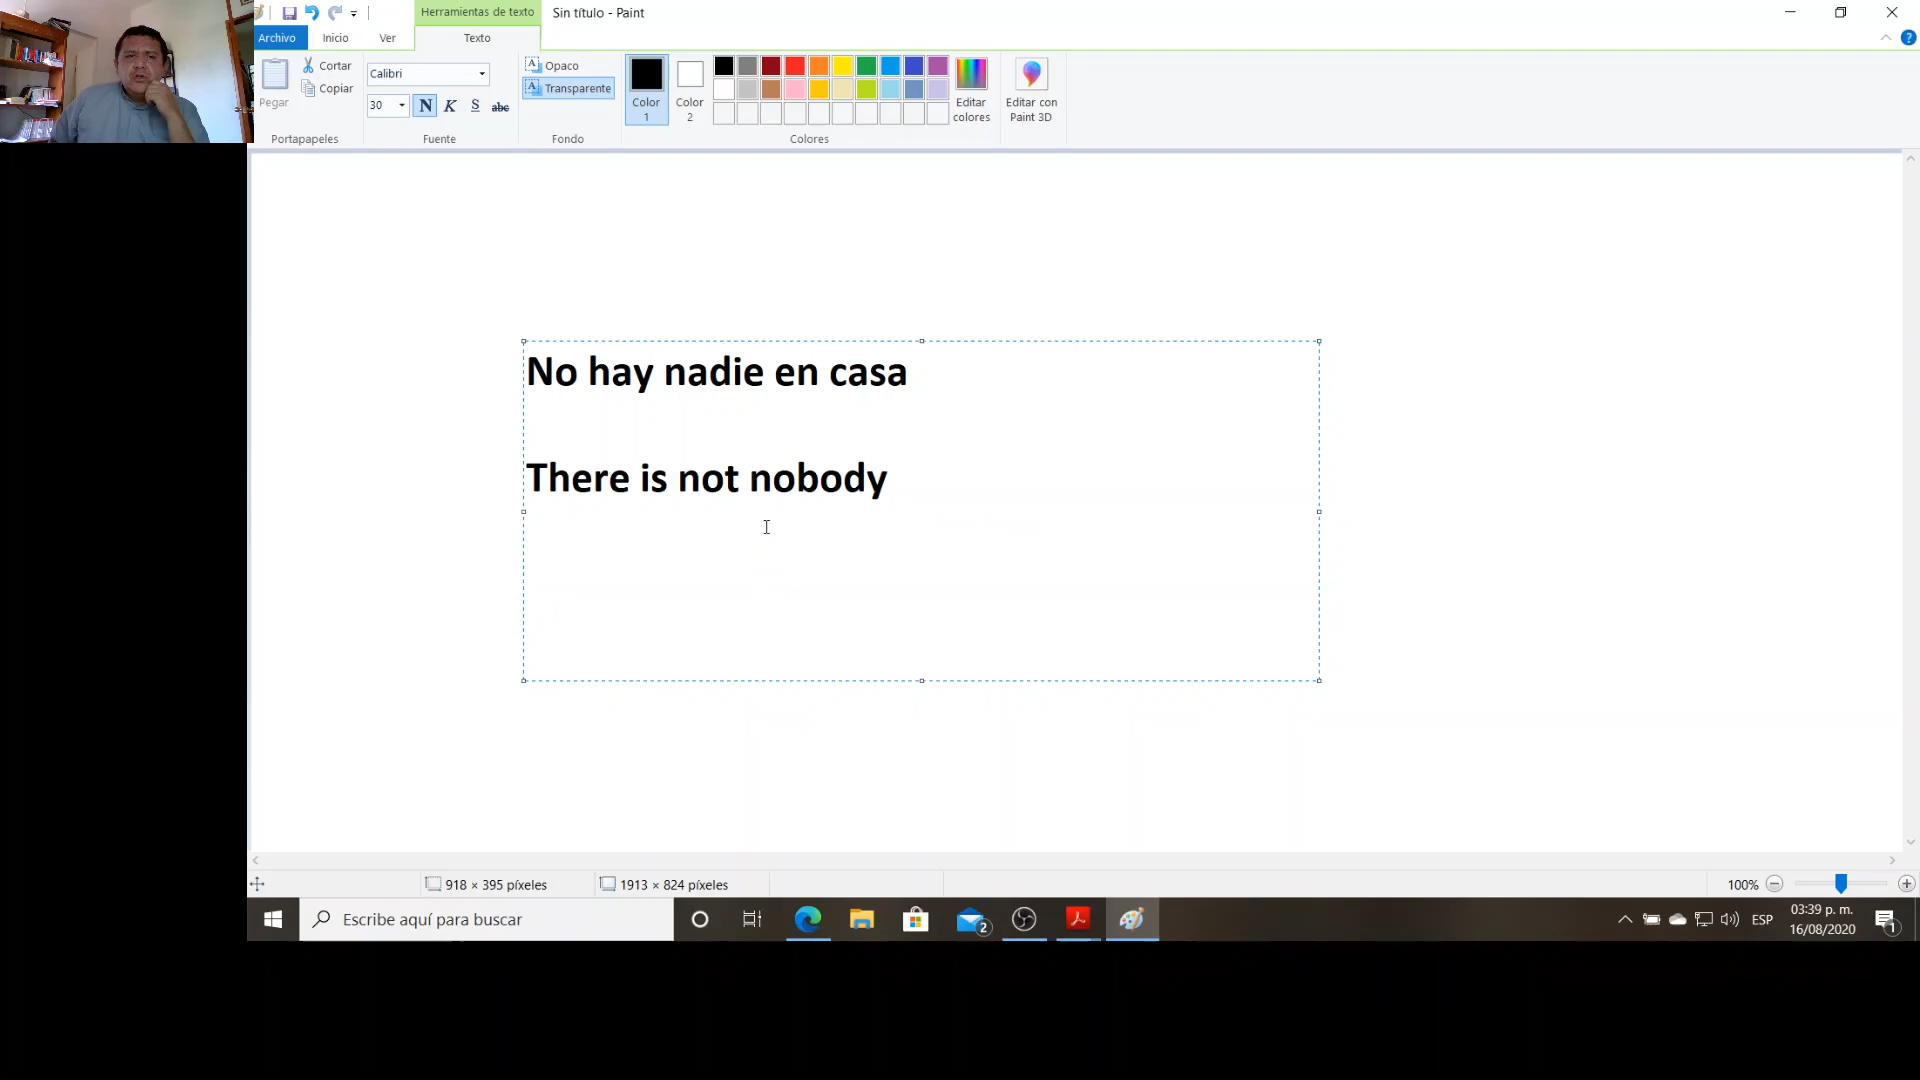 Herramientas de texto
Sin título - Paint
Archivo
Inicio
Ver
Texto
Pegar
Cortar
Copiar
Portapapeles
Calibri
30
N K S abc
Fuente
Opaco
Transparente
Fondo
Color
1
Color
2
Colores
Editar
colores
Editar con
Paint 3D
No hay nadie en casa
There is not nobody
918 × 395 píxeles
1913 × 824 píxeles
100%
Escribe aquí para buscar
2
ESP
03:39 p. m.
16/08/2020
1